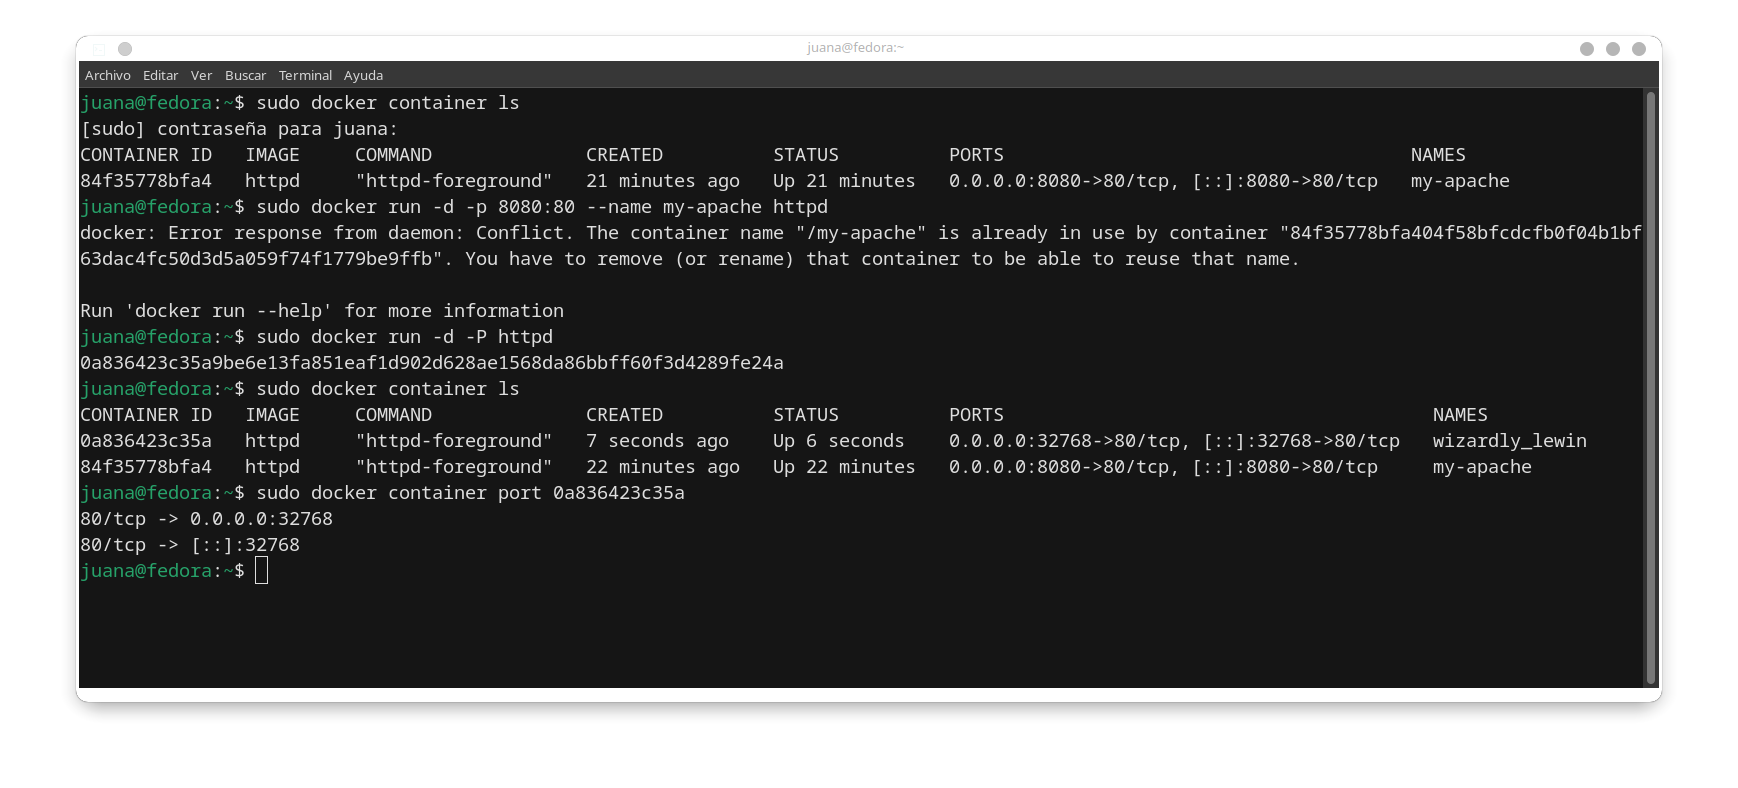 juana@fedora:~
Archivo Editar Ver Buscar Terminal Ayuda
juana@fedora:~$ sudo docker container ls
[sudo] contraseña para juana:
CONTAINER ID   IMAGE     COMMAND              CREATED          STATUS          PORTS                                     NAMES
84f35778bfa4   httpd     "httpd-foreground"   21 minutes ago   Up 21 minutes   0.0.0.0:8080->80/tcp, [::]:8080->80/tcp   my-apache
juana@fedora:~$ sudo docker run -d -p 8080:80 --name my-apache httpd
docker: Error response from daemon: Conflict. The container name "/my-apache" is already in use by container "84f35778bfa404f58bfcdcfb0f04b1bf
63dac4fc50d3d5a059f74f1779be9ffb". You have to remove (or rename) that container to be able to reuse that name.
Run 'docker run --help' for more information
juana@fedora:~$ sudo docker run -d -P httpd
0a836423c35a9be6e13fa851eaf1d902d628ae1568da86bbff60f3d4289fe24a
juana@fedora:~$ sudo docker container ls
CONTAINER ID   IMAGE     COMMAND              CREATED          STATUS          PORTS                                       NAMES
0a836423c35a   httpd     "httpd-foreground"   7 seconds ago    Up 6 seconds    0.0.0.0:32768->80/tcp, [::]:32768->80/tcp   wizardly_lewin
84f35778bfa4   httpd     "httpd-foreground"   22 minutes ago   Up 22 minutes   0.0.0.0:8080->80/tcp, [::]:8080->80/tcp     my-apache
juana@fedora:~$ sudo docker container port 0a836423c35a
80/tcp -> 0.0.0.0:32768
80/tcp -> [::]:32768
juana@fedora:~$